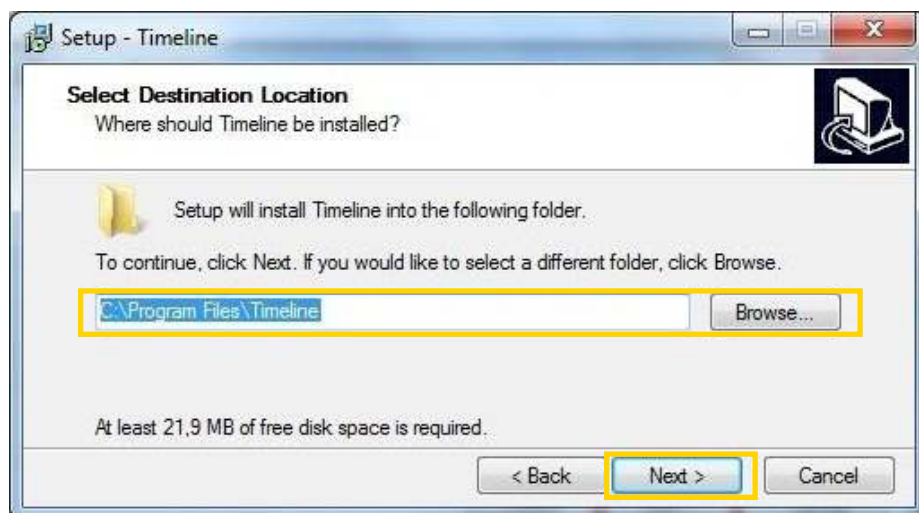 Setup - Timeline
Select Destination Location
Where should Timeline be installed?
Setup will install Timeline into the following folder.
To continue, click Next. If you would like to select a different folder, click Browse.
C:\Program Files\Timeline Browse...
At least 21,9 MB of free disk space is required.
< Back Next > Cancel